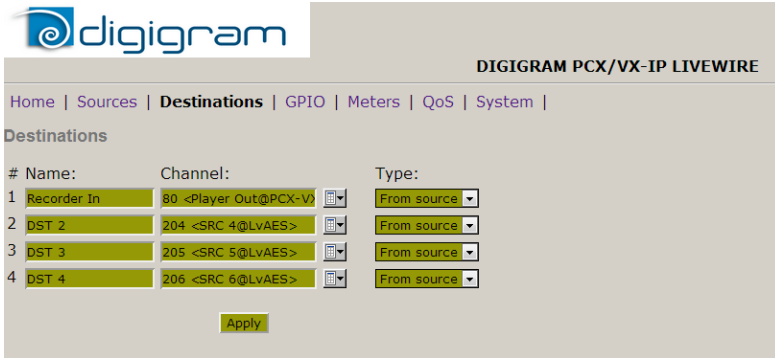 digigram
DIGIGRAM PCX/VX-IP LIVEWIRE
Home | Sources | Destinations | GPIO | Meters | QoS | System |
Destinations
# Name: Channel: Type:
1 Recorder In 80 <Player Out@PCX-VX From source
2 DST 2 204 <SRC 4@LvAES> From source
3 DST 3 205 <SRC 5@LvAES> From source
4 DST 4 206 <SRC 6@LvAES> From source
Apply